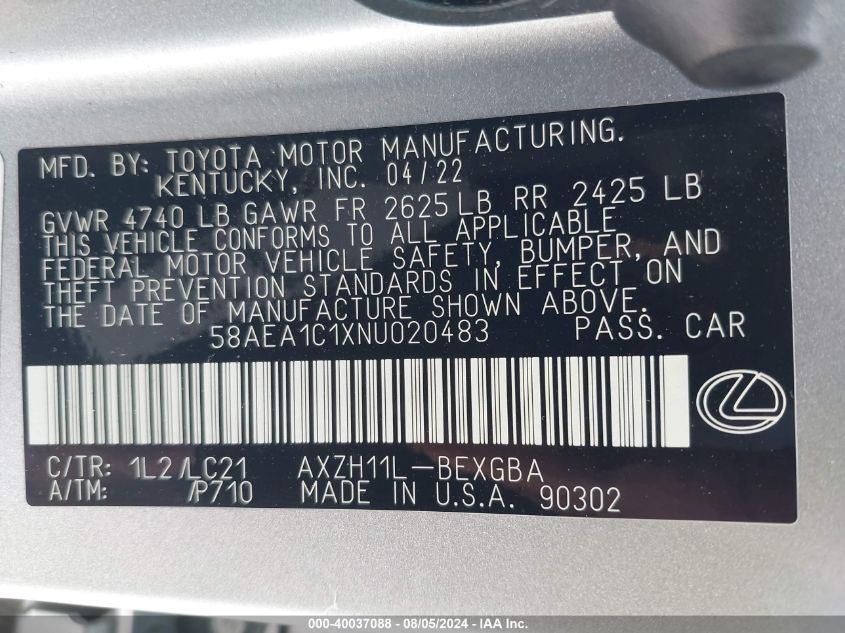 MFD. BY: TOYOTA MOTOR MANUFACTURING.
KENTUCKY, INC. 04/22
GVWR 4740 LB GAWR FR 2625 LB RR 2425 LB
THIS VEHICLE CONFORMS TO ALL APPLICABLE
FEDERAL MOTOR VEHICLE SAFETY, BUMPER, AND
THEFT PREVENTION STANDARDS IN EFFECT ON
THE DATE OF MANUFACTURE SHOWN ABOVE.
58AEA1C1XNU020483 PASS. CAR
C/TR: 1L2/LC21 AXZH11L-BEXGBA
A/TM: /P710 MADE IN U.S.A. 90302
000-40037088 - 08/05/2024 - IAA Inc.